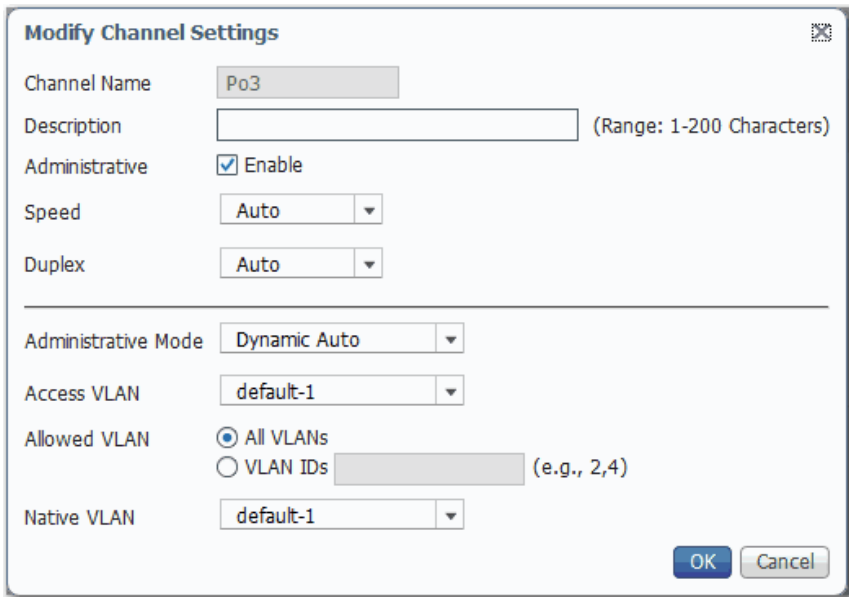 Modify Channel Settings
Channel Name Po3
Description (Range: 1-200 Characters)
Administrative Enable
Speed Auto
Duplex Auto
Administrative Mode Dynamic Auto
Access VLAN default-1
Allowed VLAN All VLANs
VLAN IDs (e.g., 2,4)
Native VLAN default-1
OK Cancel